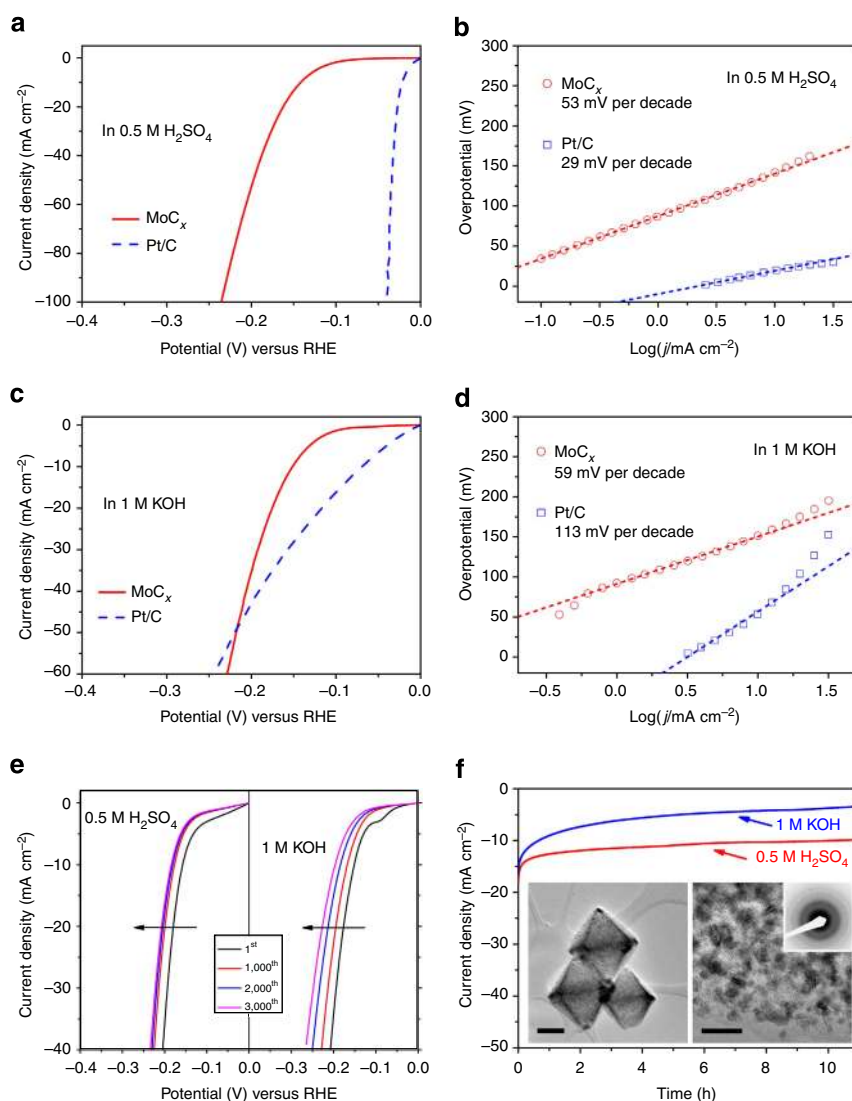 a
0
−20
−40
−60
−80
−100
Current density (mA cm⁻²)
In 0.5 M H₂SO₄
MoCₓ
Pt/C
−0.4 −0.3 −0.2 −0.1 0.0
Potential (V) versus RHE
b
300
250
200
150
100
50
0
Overpotential (mV)
MoCₓ
53 mV per decade
In 0.5 M H₂SO₄
Pt/C
29 mV per decade
−1.0 −0.5 0.0 0.5 1.0 1.5
Log(j/mA cm⁻²)
c
0
−10
−20
−30
−40
−50
−60
Current density (mA cm⁻²)
In 1 M KOH
MoCₓ
Pt/C
−0.4 −0.3 −0.2 −0.1 0.0
Potential (V) versus RHE
d
300
250
200
150
100
50
0
Overpotential (mV)
MoCₓ
59 mV per decade
In 1 M KOH
Pt/C
113 mV per decade
−0.5 0.0 0.5 1.0 1.5
Log(j/mA cm⁻²)
e
0
−10
−20
−30
−40
Current density (mA cm⁻²)
0.5 M H₂SO₄
1 M KOH
1ˢᵗ
1,000ᵗʰ
2,000ᵗʰ
3,000ᵗʰ
−0.4 −0.3 −0.2 −0.1 −0.0 −0.3 −0.2 −0.1 −0.0
Potential (V) versus RHE
f
0
−10
−20
−30
−40
−50
Current density (mA cm⁻²)
1 M KOH
0.5 M H₂SO₄
0 2 4 6 8 10
Time (h)